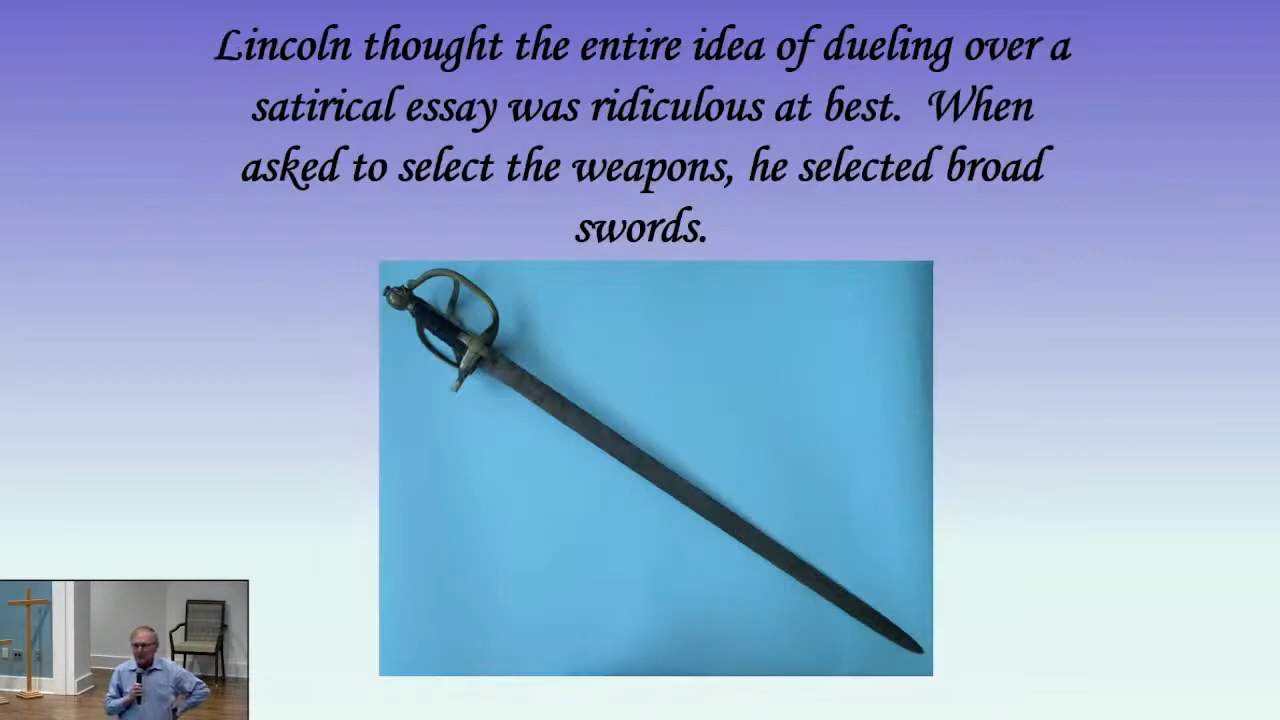 Lincoln thought the entire idea of dueling over a
satirical essay was ridiculous at best.  When
asked to select the weapons, he selected broad
swords.